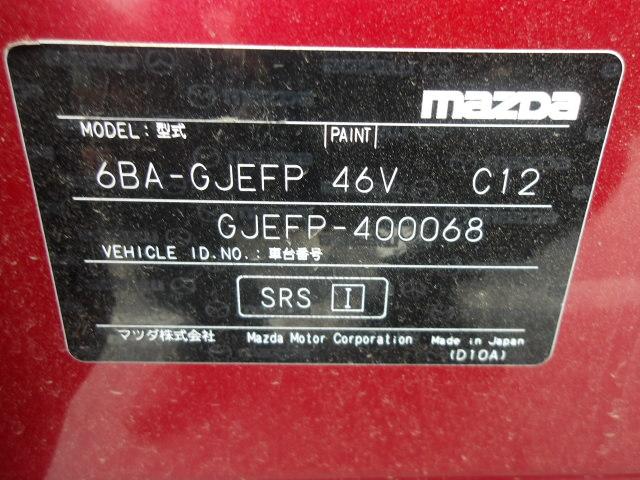 mazda
MODEL: 型式 PAINT
6BA-GJEFP 46V C12
GJEFP-400068
VEHICLE ID.NO.: 車台番号
SRS I
マツダ株式会社 Mazda Motor Corporation Made in Japan
(D10A)